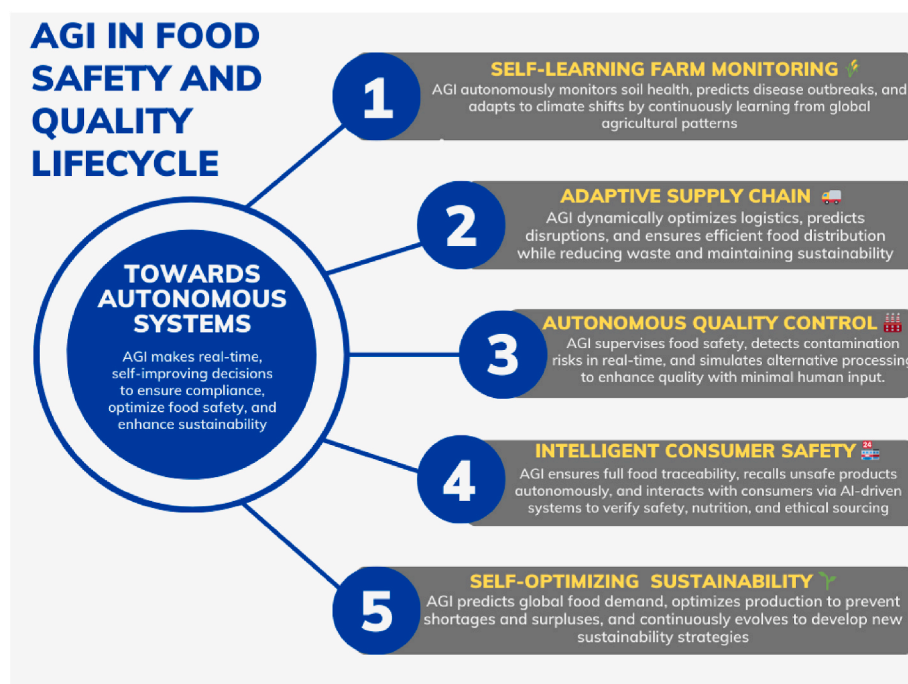 AGI IN FOOD
SAFETY AND
QUALITY
LIFECYCLE
TOWARDS
AUTONOMOUS
SYSTEMS
AGI makes real-time,
self-improving decisions
to ensure compliance,
optimize food safety, and
enhance sustainability
1
SELF-LEARNING FARM MONITORING
AGI autonomously monitors soil health, predicts disease outbreaks, and
adapts to climate shifts by continuously learning from global
agricultural patterns
2
ADAPTIVE SUPPLY CHAIN
AGI dynamically optimizes logistics, predicts
disruptions, and ensures efficient food distribution
while reducing waste and maintaining sustainability
3
AUTONOMOUS QUALITY CONTROL
AGI supervises food safety, detects contamination
risks in real-time, and simulates alternative processing
to enhance quality with minimal human input.
4
INTELLIGENT CONSUMER SAFETY
AGI ensures full food traceability, recalls unsafe products
autonomously, and interacts with consumers via AI-driven
systems to verify safety, nutrition, and ethical sourcing
5
SELF-OPTIMIZING SUSTAINABILITY
AGI predicts global food demand, optimizes production to prevent
shortages and surpluses, and continuously evolves to develop new
sustainability strategies